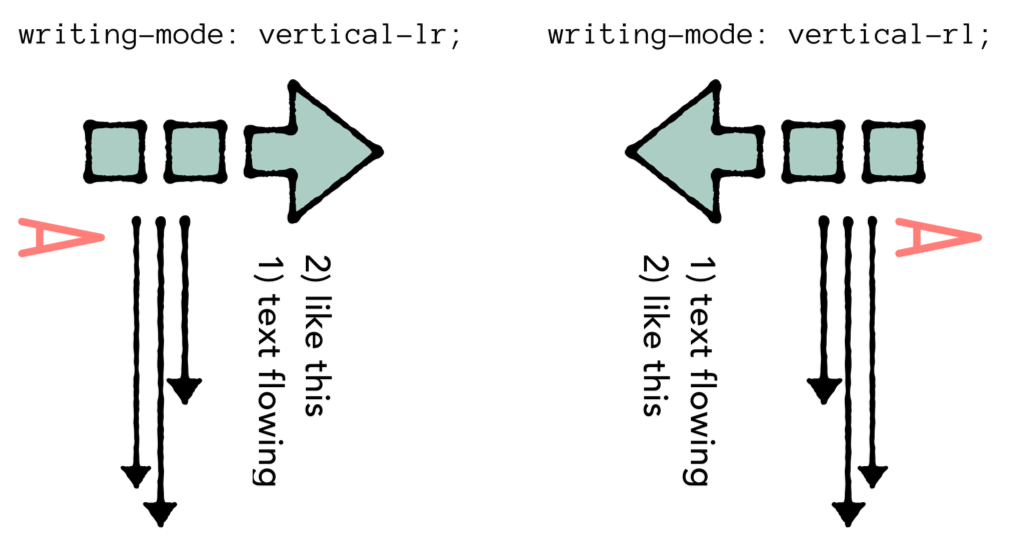 writing-mode: vertical-lr;
A
1) text flowing
2) like this
writing-mode: vertical-rl;
A
1) text flowing
2) like this